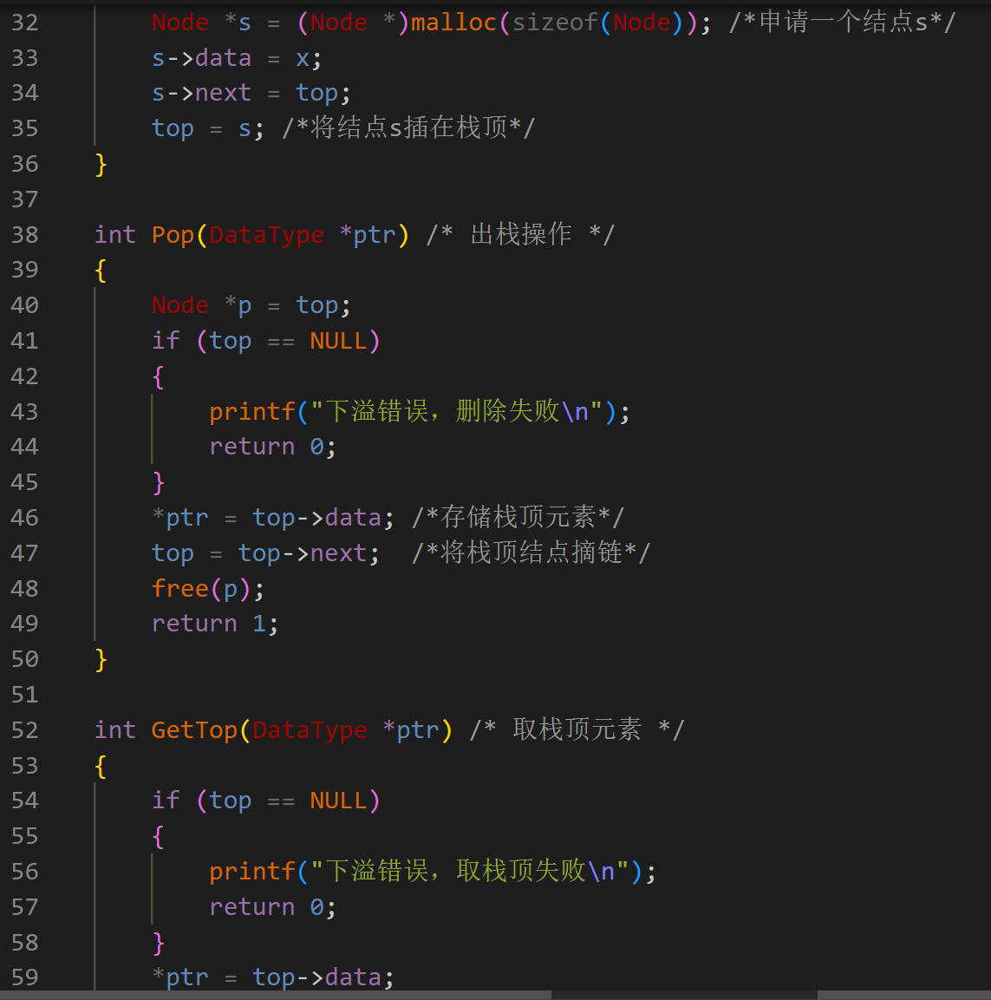 32 Node *s = (Node *)malloc(sizeof(Node)); /*申请一个结点s*/
33 s->data = x;
34 s->next = top;
35 top = s; /*将结点s插在栈顶*/
36 }
37
38 int Pop(DataType *ptr) /* 出栈操作 */
39 {
40 Node *p = top;
41 if (top == NULL)
42 {
43 printf("下溢错误，删除失败\n");
44 return 0;
45 }
46 *ptr = top->data; /*存储栈顶元素*/
47 top = top->next; /*将栈顶结点摘链*/
48 free(p);
49 return 1;
50 }
51
52 int GetTop(DataType *ptr) /* 取栈顶元素 */
53 {
54 if (top == NULL)
55 {
56 printf("下溢错误，取栈顶失败\n");
57 return 0;
58 }
59 *ptr = top->data;